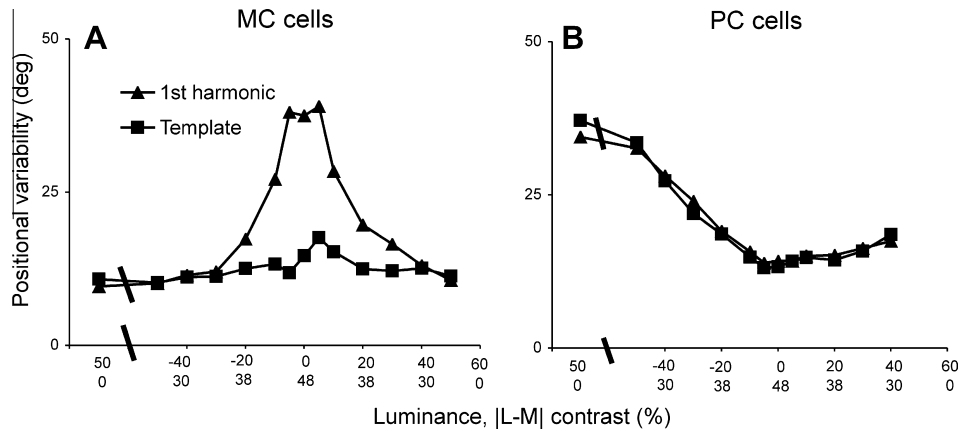 MC cells
PC cells
A
B
50
25
0
Positional variability (deg)
1st harmonic
Template
50 -40 -20 0 20 40 60
0 30 38 48 38 30 0
50
25
0
50 -40 -20 0 20 40 60
0 30 38 48 38 30 0
Luminance, |L-M| contrast (%)